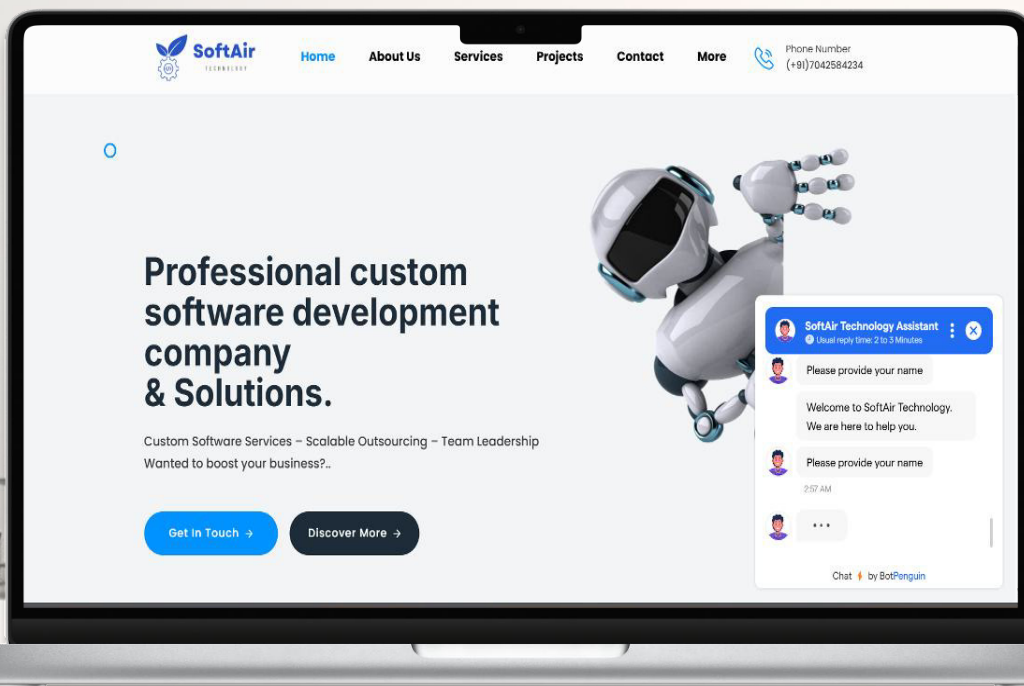 SoftAir
TECHNOLOGY
Home
About Us
Services
Projects
Contact
More
Phone Number
(+91)7042584234
Professional custom
software development
company
& Solutions.
Custom Software Services – Scalable Outsourcing – Team Leadership
Wanted to boost your business?..
Get In Touch →
Discover More →
SoftAir Technology Assistant
Usual reply time: 2 to 3 Minutes
Please provide your name
Welcome to SoftAir Technology.
We are here to help you.
Please provide your name
2:57 AM
Chat ⚡ by BotPenguin